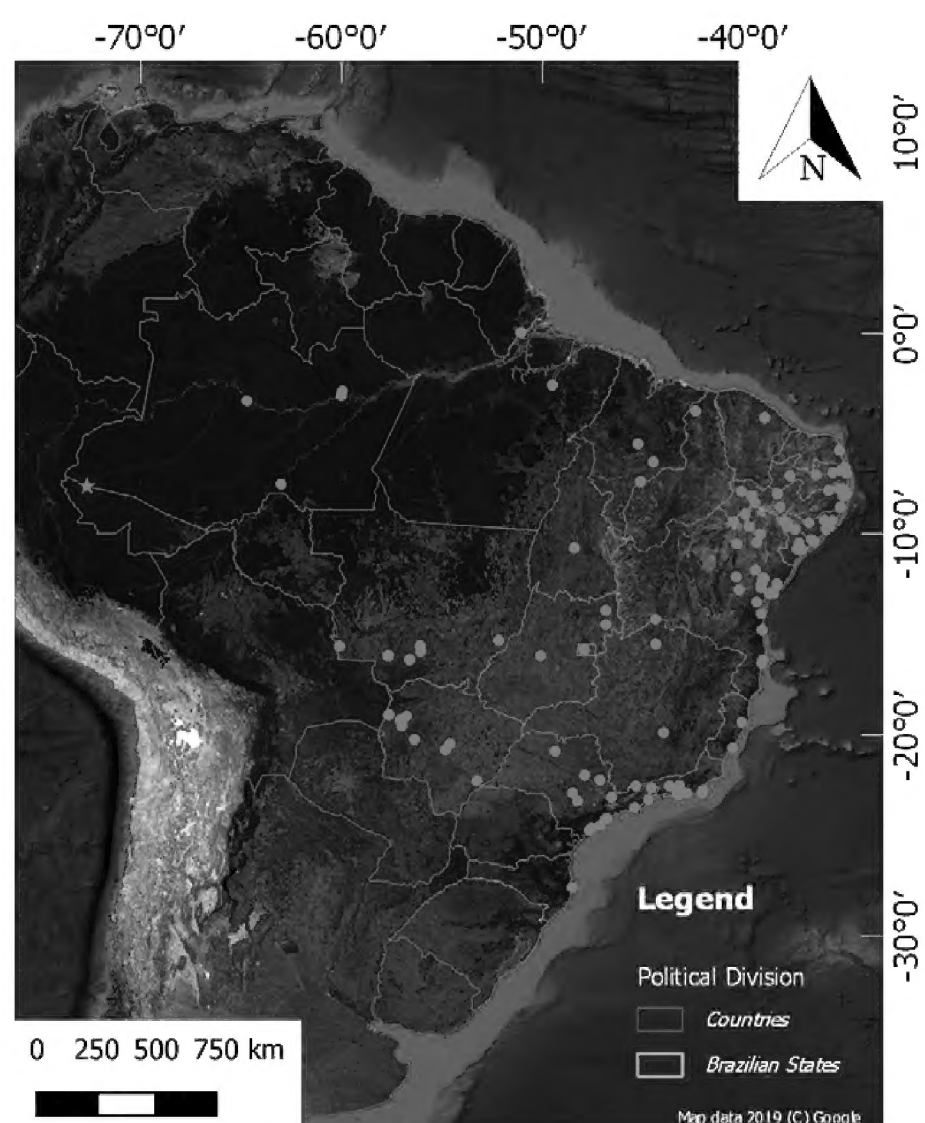 -70°0′ -60°0′ -50°0′ -40°0′
N
10°0′
0°0′
-10°0′
-20°0′
-30°0′
Legend
Political Division
Countries
Brazilian States
0 250 500 750 km
Map data 2019 (C) Google